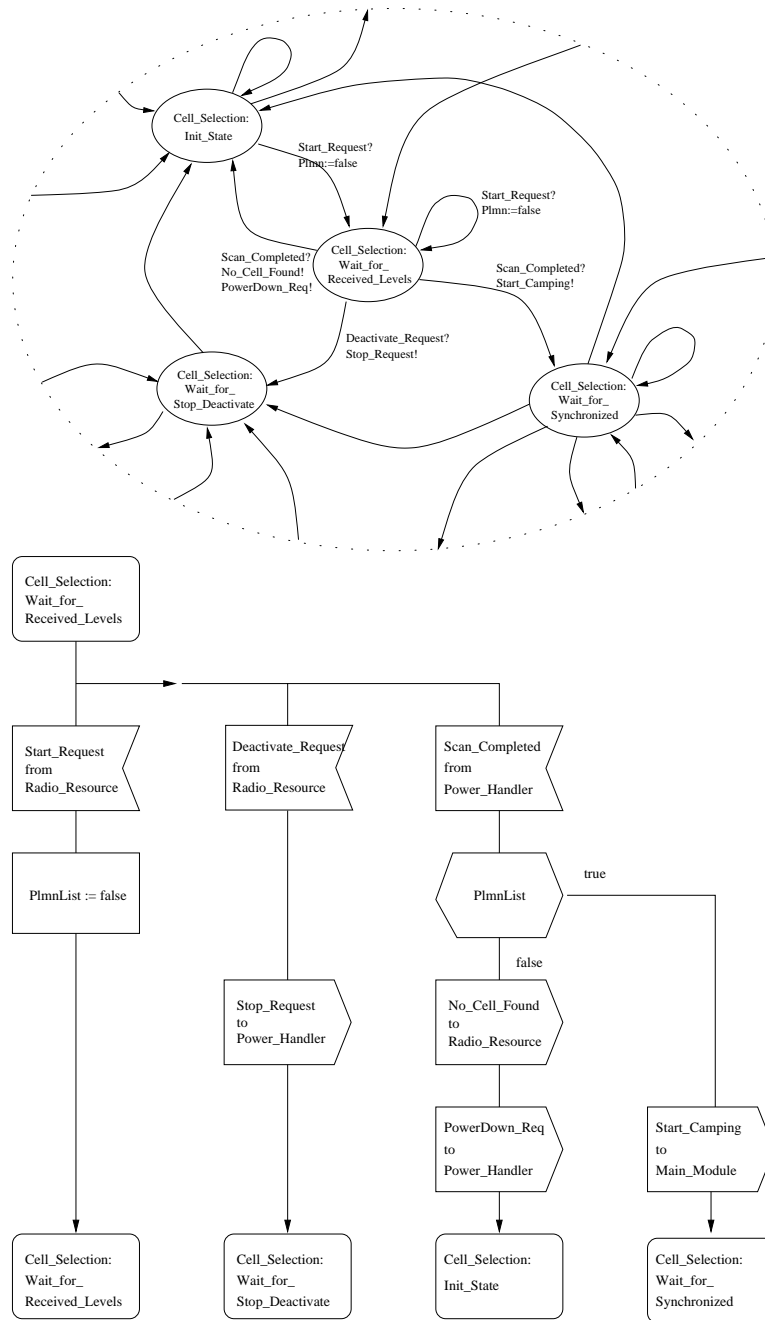 Cell_Selection:
Init_State
Start_Request?
Plmn:=false
Start_Request?
Plmn:=false
Cell_Selection:
Wait_for_
Received_Levels
Scan_Completed?
No_Cell_Found!
PowerDown_Req!
Scan_Completed?
Start_Camping!
Deactivate_Request?
Stop_Request!
Cell_Selection:
Wait_for_
Stop_Deactivate
Cell_Selection:
Wait_for_
Synchronized
Cell_Selection:
Wait_for_
Received_Levels
Start_Request
from
Radio_Resource
Deactivate_Request
from
Radio_Resource
Scan_Completed
from
Power_Handler
PlmnList := false
PlmnList
true
false
Stop_Request
to
Power_Handler
No_Cell_Found
to
Radio_Resource
PowerDown_Req
to
Power_Handler
Start_Camping
to
Main_Module
Cell_Selection:
Wait_for_
Received_Levels
Cell_Selection:
Wait_for_
Stop_Deactivate
Cell_Selection:
Init_State
Cell_Selection:
Wait_for_
Synchronized